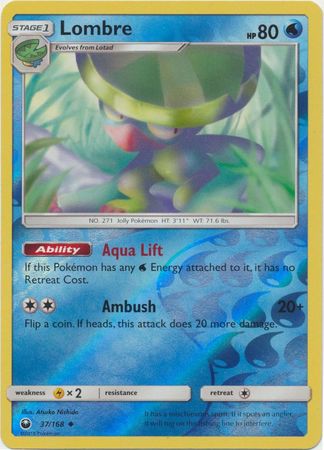 STAGE 1 Lombre HP 80
Evolves from Lotad
NO. 271 Jolly Pokémon HT: 3'11" WT: 71.6 lbs.
Ability Aqua Lift
If this Pokémon has any Energy attached to it, it has no
Retreat Cost.
Ambush 20+
Flip a coin. If heads, this attack does 20 more damage.
weakness ×2 resistance retreat
Illus. Atsuko Nishida
37/168
It has a mischievous spirit. If it spots an angler,
it will tug on the fishing line to interfere.